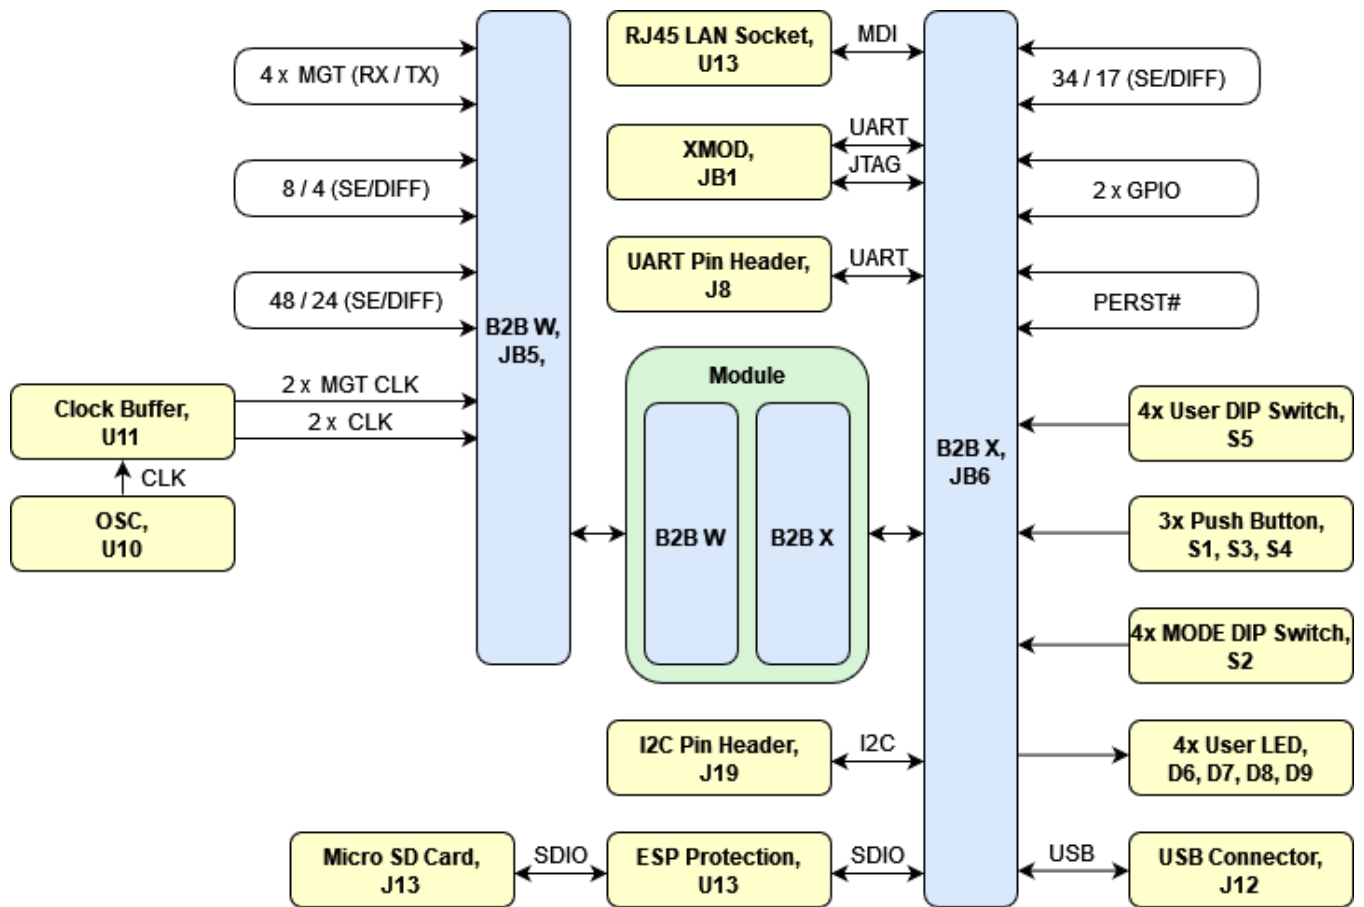 RJ45 LAN Socket,
U13
MDI
4 x MGT (RX / TX)
34 / 17 (SE/DIFF)
XMOD,
JB1
UART
JTAG
8 / 4 (SE/DIFF)
2 x GPIO
UART Pin Header,
J8
UART
48 / 24 (SE/DIFF)
PERST#
B2B W,
JB5,
Module
2 x MGT CLK
Clock Buffer,
U11
2 x CLK
4x User DIP Switch,
S5
B2B X,
JB6
CLK
OSC,
U10
B2B W
B2B X
3x Push Button,
S1, S3, S4
4x MODE DIP Switch,
S2
I2C Pin Header,
J19
I2C
4x User LED,
D6, D7, D8, D9
Micro SD Card,
J13
SDIO
ESP Protection,
U13
SDIO
USB
USB Connector,
J12